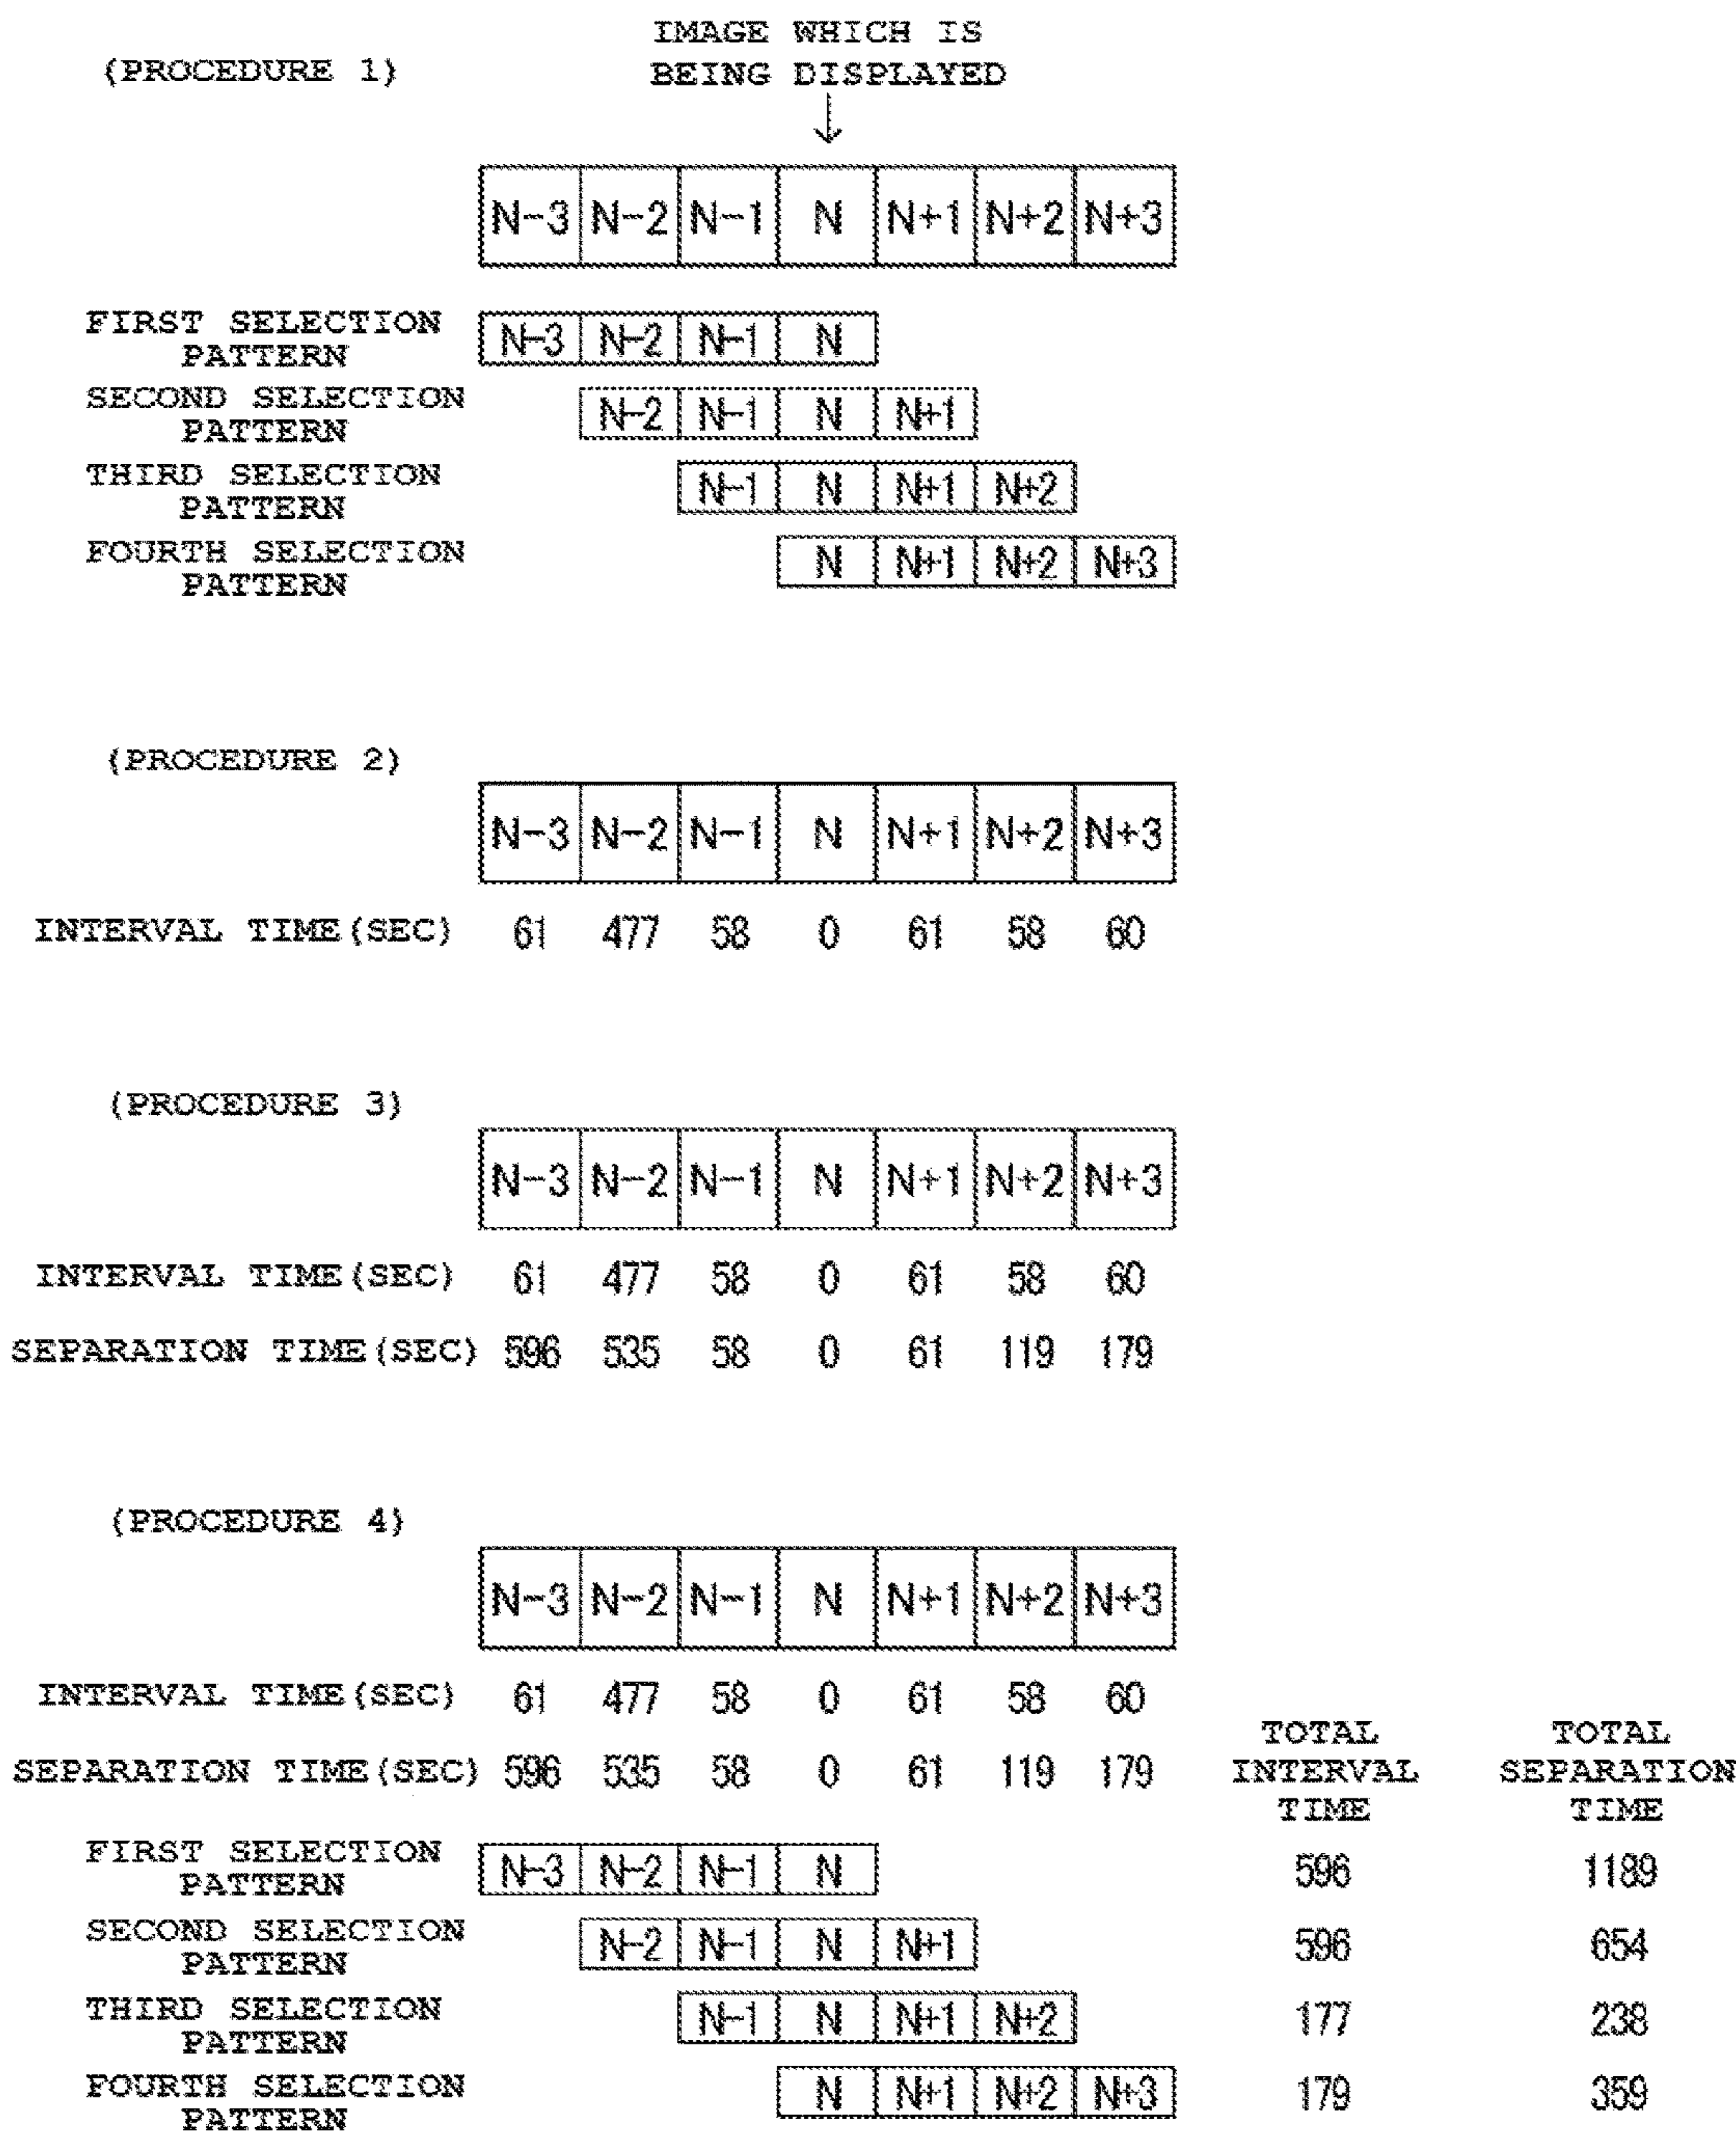 (PROCEDURE 1)
IMAGE WHICH IS
BEING DISPLAYED
↓
N-3 N-2 N-1 N N+1 N+2 N+3
FIRST SELECTION
PATTERN
N-3 N-2 N-1 N
SECOND SELECTION
PATTERN
N-2 N-1 N N+1
THIRD SELECTION
PATTERN
N-1 N N+1 N+2
FOURTH SELECTION
PATTERN
N N+1 N+2 N+3
(PROCEDURE 2)
N-3 N-2 N-1 N N+1 N+2 N+3
INTERVAL TIME(SEC) 61 477 58 0 61 58 60
(PROCEDURE 3)
N-3 N-2 N-1 N N+1 N+2 N+3
INTERVAL TIME(SEC) 61 477 58 0 61 58 60
SEPARATION TIME(SEC) 596 535 58 0 61 119 179
(PROCEDURE 4)
N-3 N-2 N-1 N N+1 N+2 N+3
INTERVAL TIME(SEC) 61 477 58 0 61 58 60
SEPARATION TIME(SEC) 596 535 58 0 61 119 179
TOTAL
INTERVAL
TIME
TOTAL
SEPARATION
TIME
FIRST SELECTION
PATTERN
N-3 N-2 N-1 N 596 1189
SECOND SELECTION
PATTERN
N-2 N-1 N N+1 596 654
THIRD SELECTION
PATTERN
N-1 N N+1 N+2 177 238
FOURTH SELECTION
PATTERN
N N+1 N+2 N+3 179 359